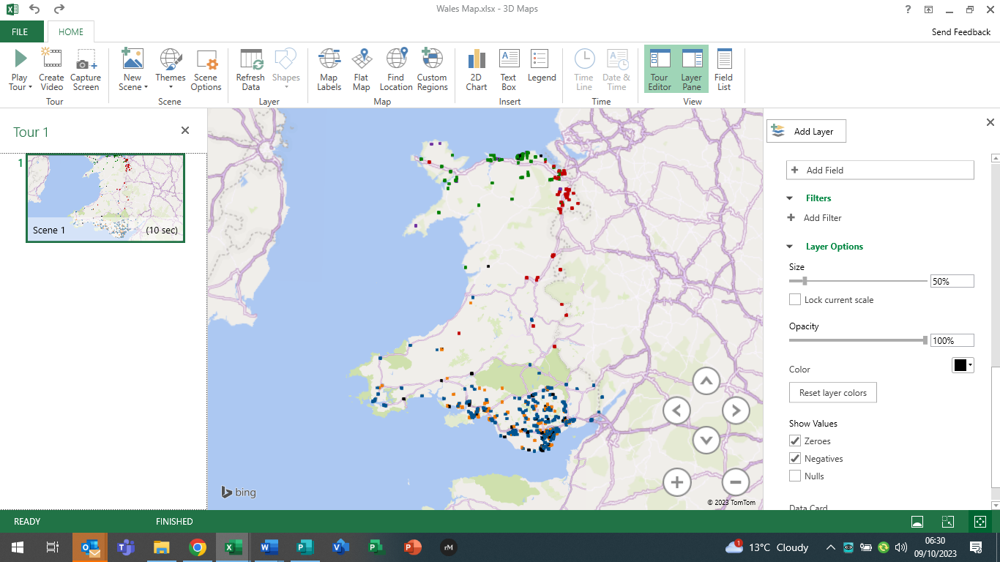 Wales Map.xlsx - 3D Maps
?
FILE
HOME
Send Feedback
Play Tour
Create Video
Capture Screen
Tour
New Scene
Themes
Scene Options
Scene
Refresh Data
Shapes
Layer
Map Labels
Flat Map
Find Location
Custom Regions
Map
2D Chart
Text Box
Legend
Insert
Time Line
Date & Time
Time
Tour Editor
Layer Pane
Field List
View
Tour 1
1
Scene 1
(10 sec)
bing
© 2023 TomTom
Add Layer
Add Field
Filters
Add Filter
Layer Options
Size
50%
Lock current scale
Opacity
100%
Color
Reset layer colors
Show Values
Zeroes
Negatives
Nulls
Data Card
READY
FINISHED
1
13°C Cloudy
06:30
09/10/2023
rM